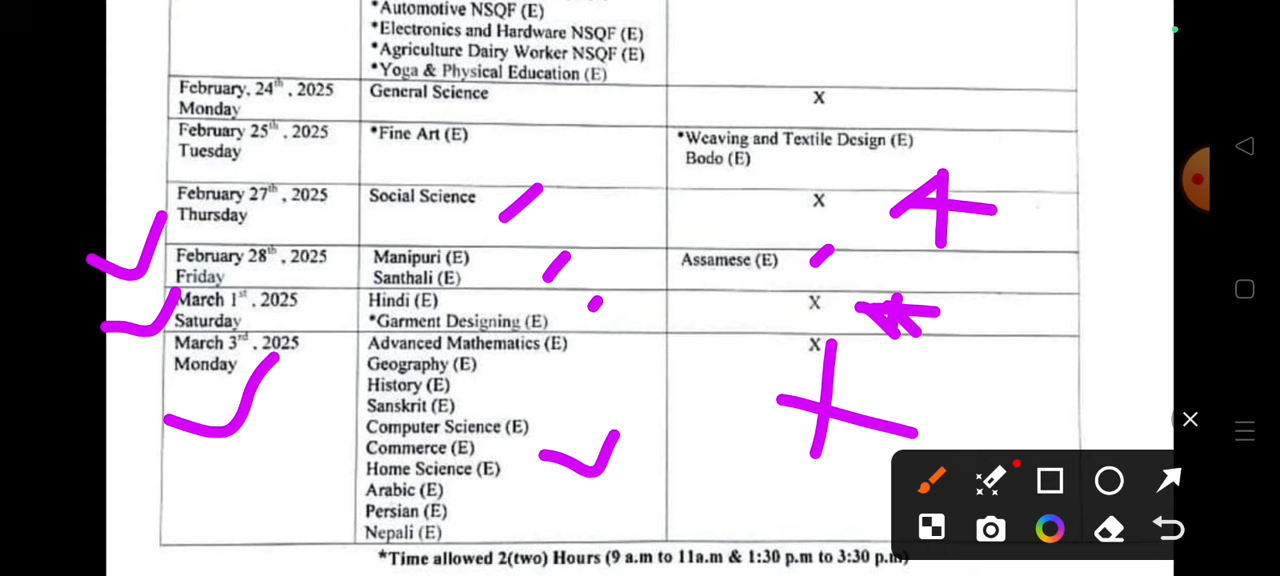 *Automotive NSQF (E)
*Electronics and Hardware NSQF (E)
*Agriculture Dairy Worker NSQF (E)
*Yoga & Physical Education (E)
February, 24th , 2025 General Science X
Monday
February 25th , 2025 *Fine Art (E) *Weaving and Textile Design (E)
Tuesday Bodo (E)
February 27th , 2025 Social Science X
Thursday
February 28th , 2025 Manipuri (E) Assamese (E)
Friday Santhali (E)
March 1st , 2025 Hindi (E) X
Saturday *Garment Designing (E)
March 3rd , 2025 Advanced Mathematics (E) X
Monday Geography (E)
History (E)
Sanskrit (E)
Computer Science (E)
Commerce (E)
Home Science (E)
Arabic (E)
Persian (E)
Nepali (E)
*Time allowed 2(two) Hours (9 a.m to 11a.m & 1:30 p.m to 3:30 p.m)